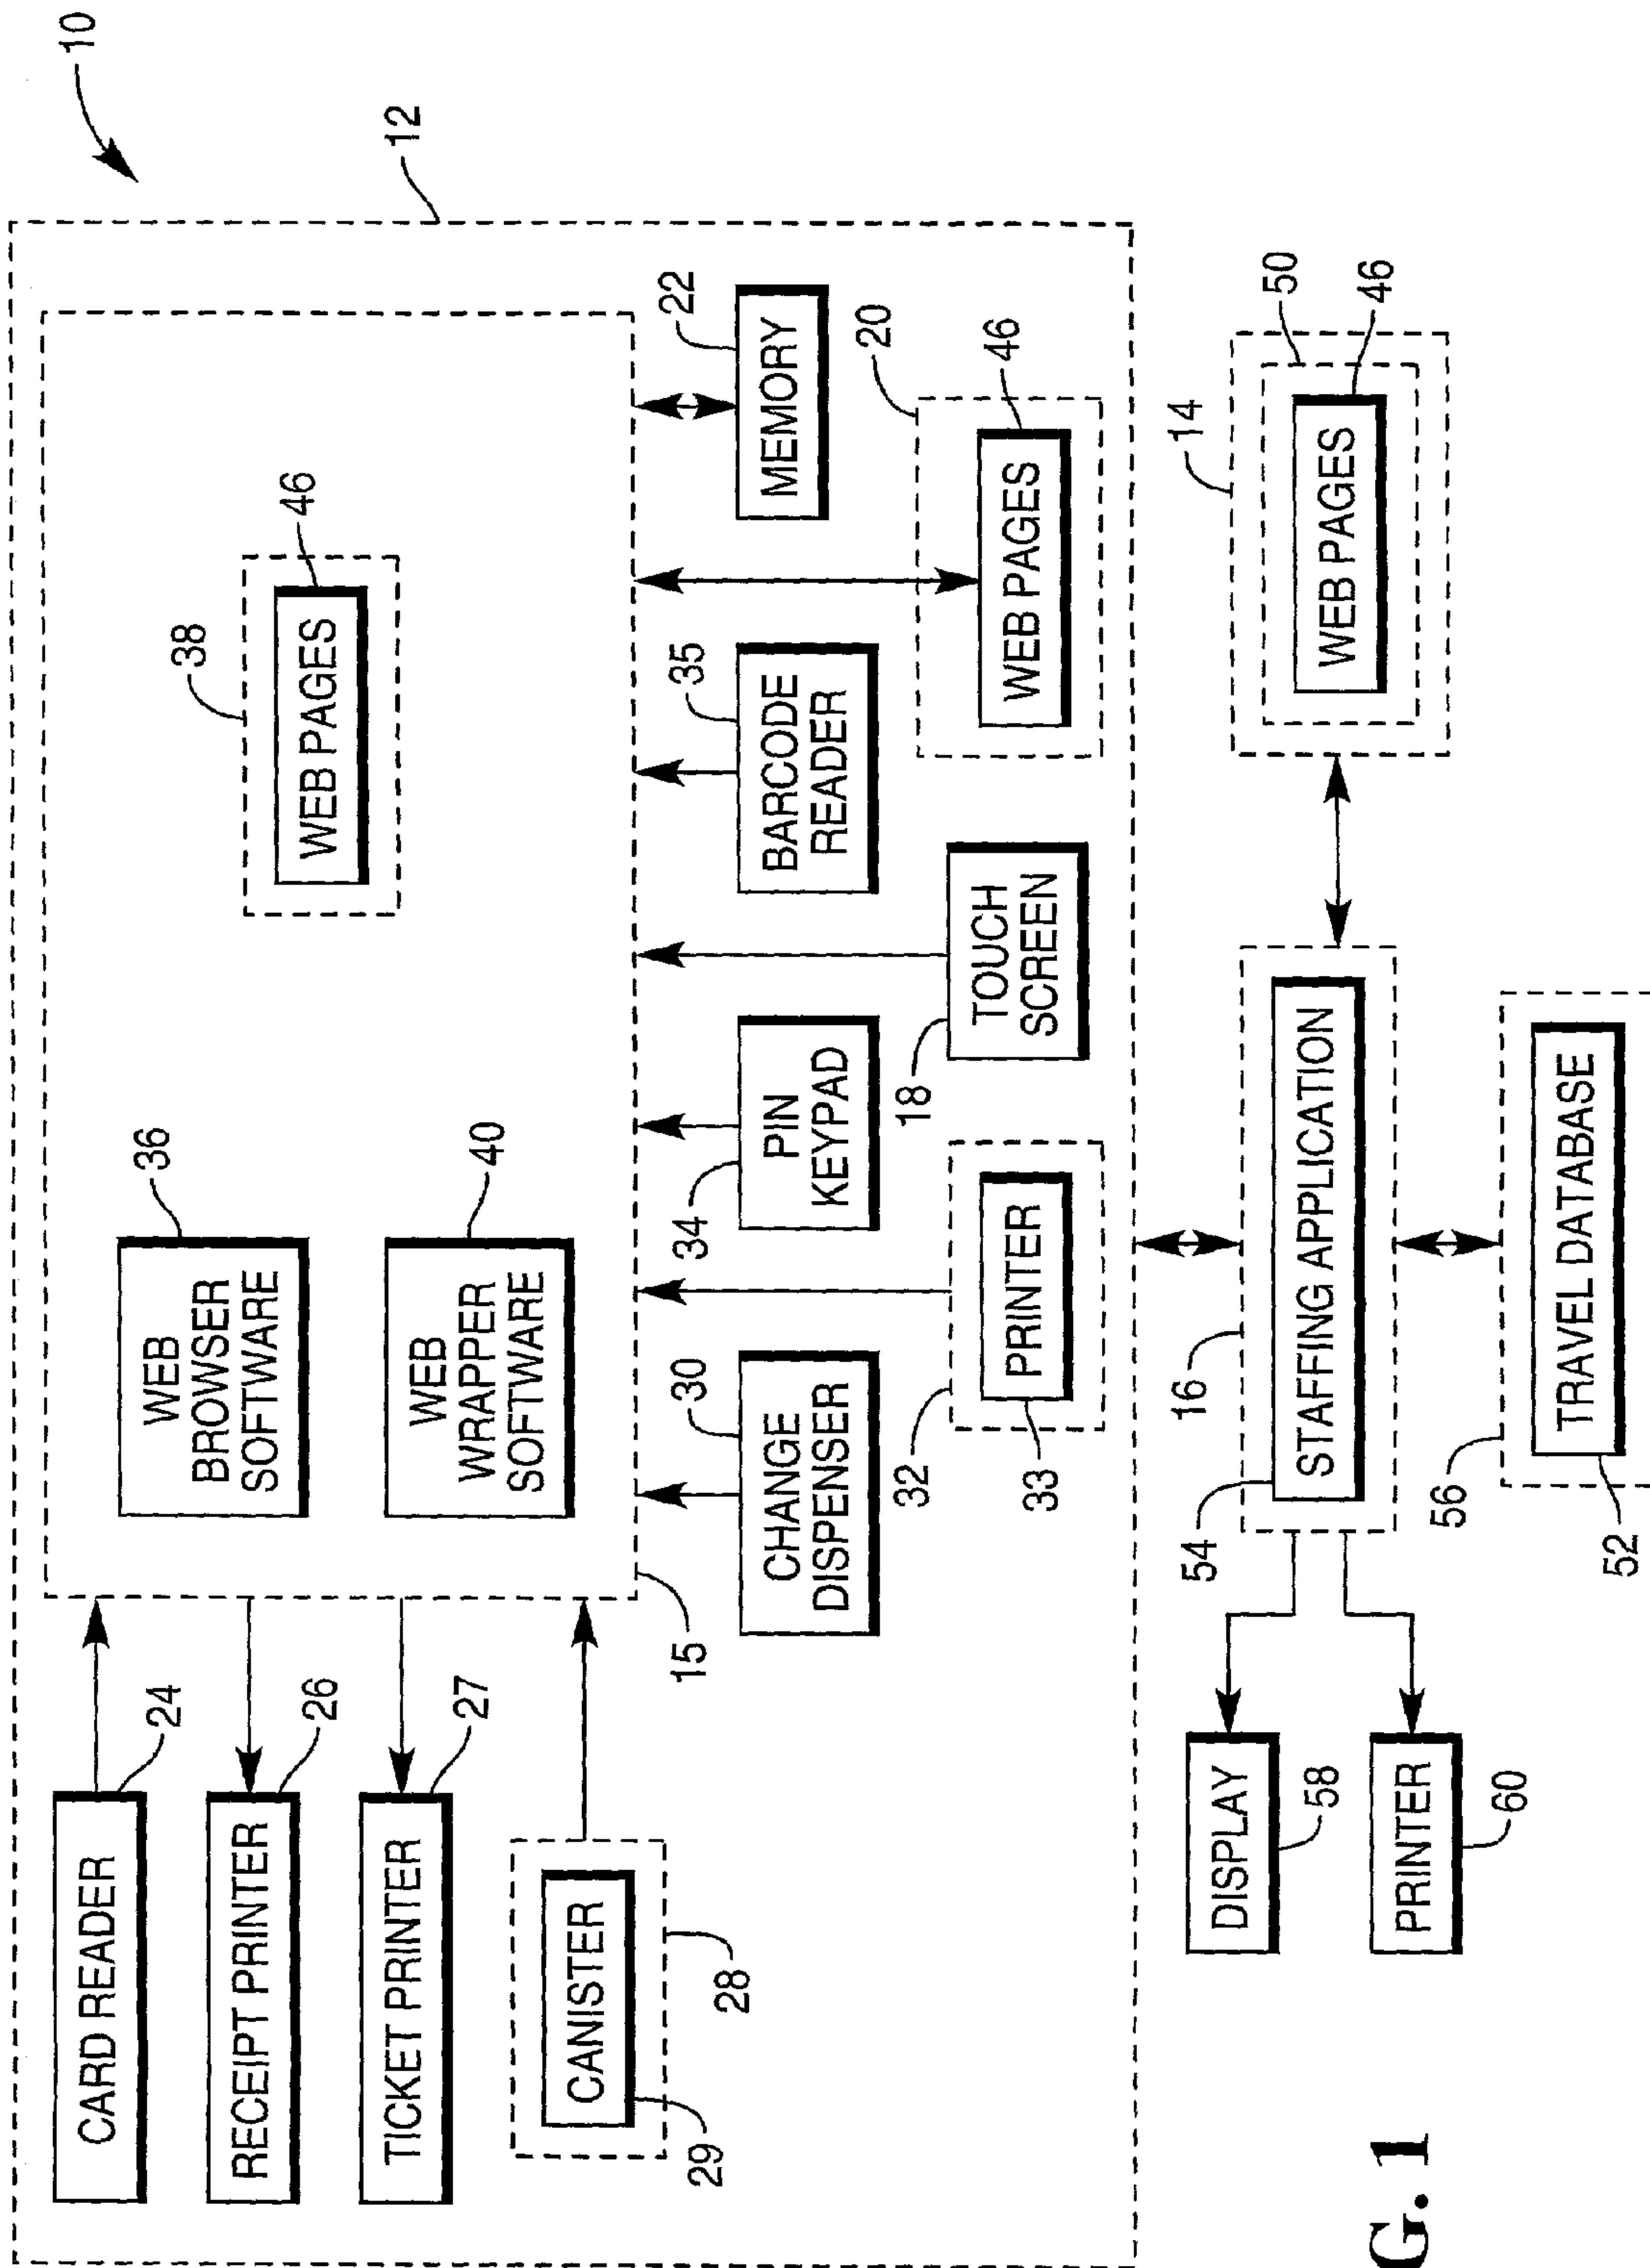 10
12
CARD READER
24
RECEIPT PRINTER
26
TICKET PRINTER
27
CANISTER
29
28
WEB
BROWSER
SOFTWARE
36
WEB
WRAPPER
SOFTWARE
40
38
WEB PAGES
46
15
CHANGE
DISPENSER
30
32
PRINTER
33
PIN
KEYPAD
34
TOUCH
SCREEN
18
BARCODE
READER
35
MEMORY
22
20
WEB PAGES
46
DISPLAY
58
PRINTER
60
16
STAFFING APPLICATION
54
14
50
WEB PAGES
46
56
TRAVEL DATABASE
52
G. 1